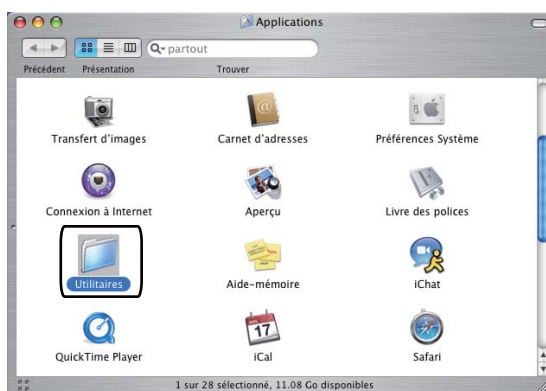 Applications
partout
Précédent Présentation Trouver
Transfert d'images Carnet d'adresses Préférences Système
Connexion à Internet Aperçu Livre des polices
Utilitaires Aide-mémoire iChat
17
QuickTime Player iCal Safari
1 sur 28 sélectionné, 11.08 Go disponibles